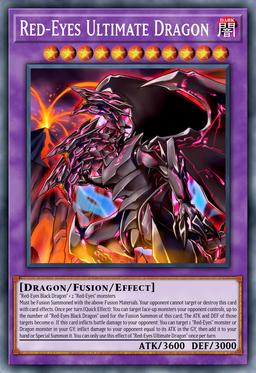 RED-EYES ULTIMATE DRAGON
DARK
闇
[DRAGON/FUSION/EFFECT]
"Red-Eyes Black Dragon" + 2 "Red-Eyes" monsters
Must be Fusion Summoned with the above Fusion Materials. Your opponent cannot target or destroy this card
with card effects. Once per turn (Quick Effect): You can target face-up monsters your opponent controls, up to
the number of "Red-Eyes Black Dragon" used for the Fusion Summon of this card; The ATK and DEF of those
targets become 0. If this card inflicts battle damage to your opponent: You can target 1 "Red-Eyes" monster or
Dragon monster in your GY; inflict damage to your opponent equal to its ATK in the GY, then add it to your
hand or Special Summon it. You can only use this effect of "Red-Eyes Ultimate Dragon" once per turn.
ATK/3600 DEF/3000